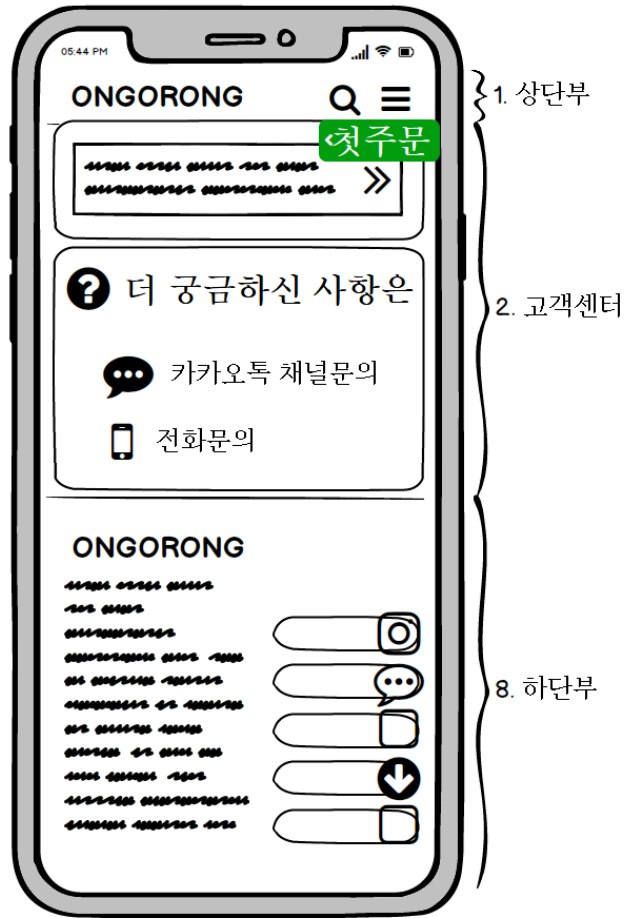 05:44 PM
ONGORONG
1. 상단부
<첫주문
더 궁금하신 사항은
2. 고객센터
카카오톡 채널문의
전화문의
ONGORONG
8. 하단부